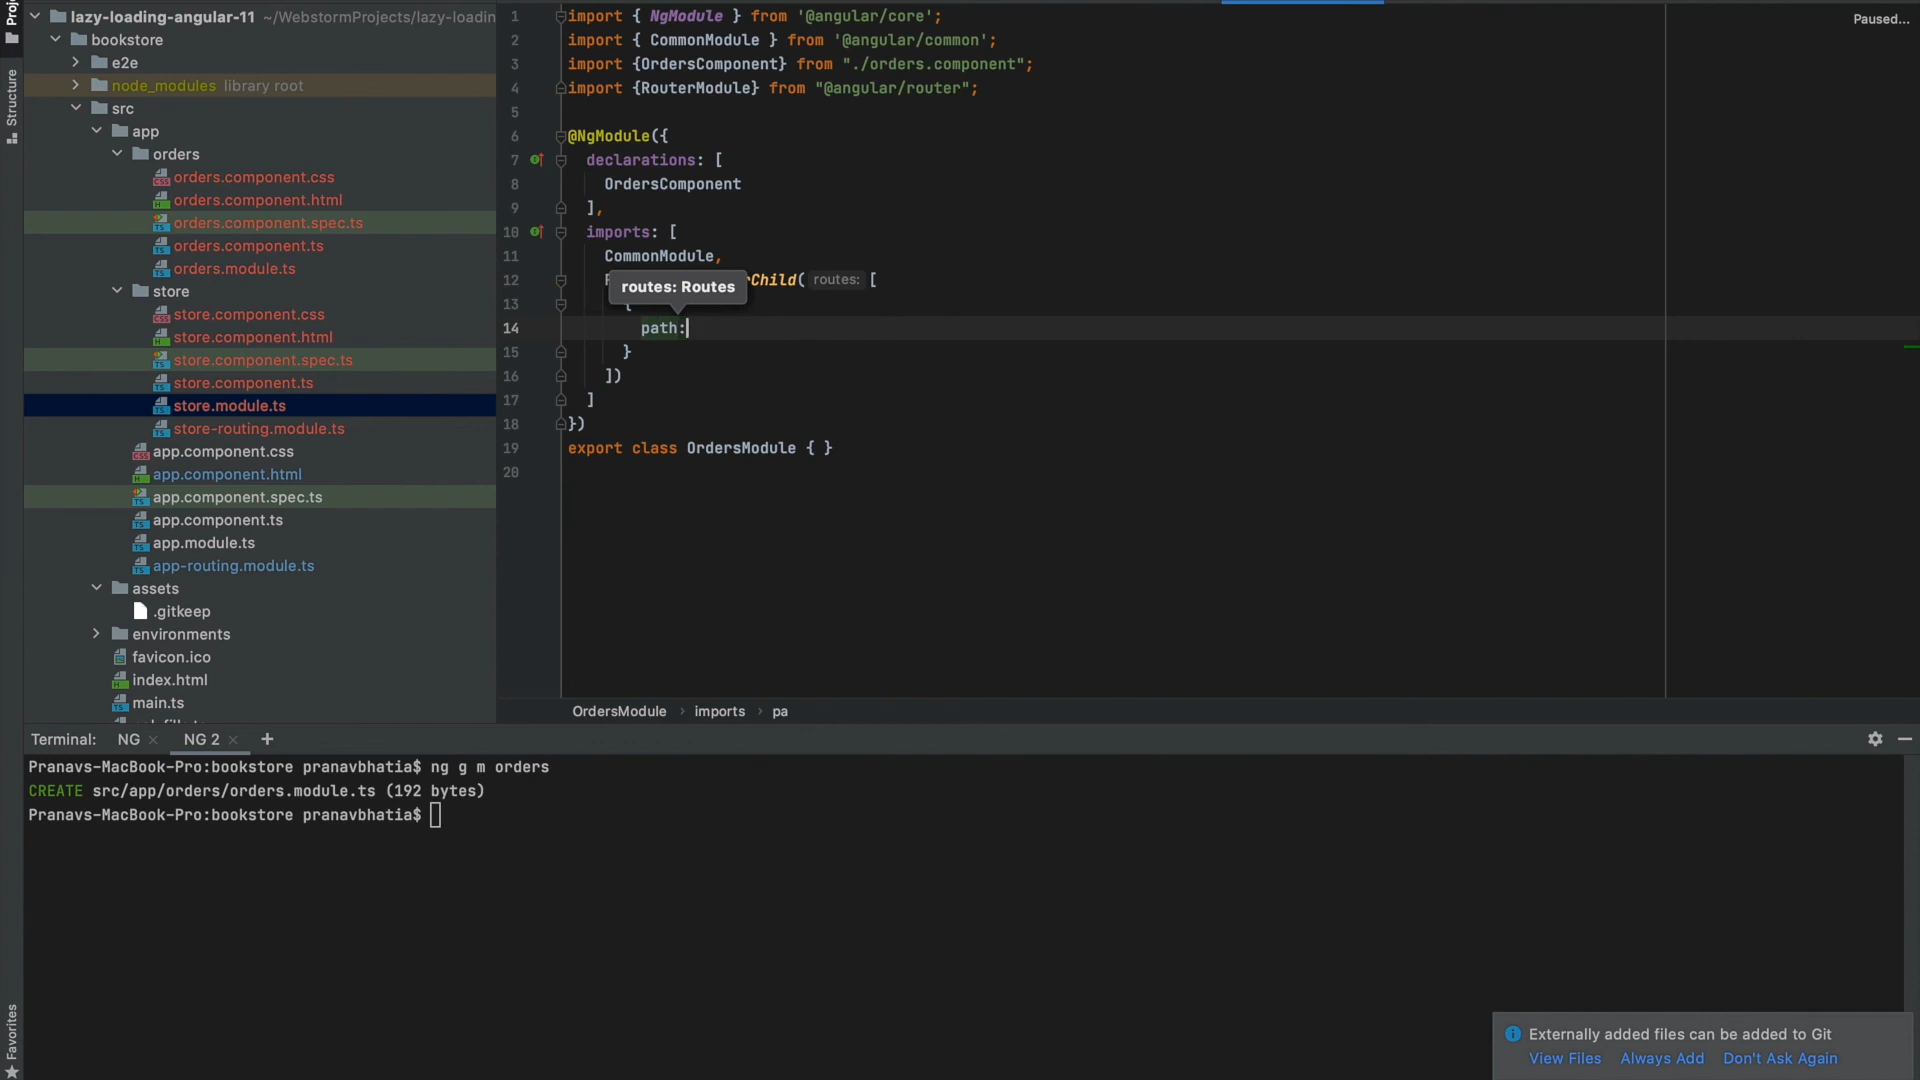 Proj
Structure
Favorites
lazy-loading-angular-11 ~/WebstormProjects/lazy-loadin
bookstore
e2e
node_modules library root
src
app
orders
orders.component.css
orders.component.html
orders.component.spec.ts
orders.component.ts
orders.module.ts
store
store.component.css
store.component.html
store.component.spec.ts
store.component.ts
store.module.ts
store-routing.module.ts
app.component.css
app.component.html
app.component.spec.ts
app.component.ts
app.module.ts
app-routing.module.ts
assets
.gitkeep
environments
favicon.ico
index.html
main.ts
Paused...
1 import { NgModule } from '@angular/core';
2 import { CommonModule } from '@angular/common';
3 import {OrdersComponent} from "./orders.component";
4 import {RouterModule} from "@angular/router";
5
6 @NgModule({
7 declarations: [
8 OrdersComponent
9 ],
10 imports: [
11 CommonModule,
12 rChild( routes: [
routes: Routes
13 {
14 path:
15 }
16 ])
17 ]
18 })
19 export class OrdersModule { }
20
OrdersModule › imports › pa
Terminal: NG × NG 2 × +
Pranavs-MacBook-Pro:bookstore pranavbhatia$ ng g m orders
CREATE src/app/orders/orders.module.ts (192 bytes)
Pranavs-MacBook-Pro:bookstore pranavbhatia$
Externally added files can be added to Git
View Files Always Add Don't Ask Again